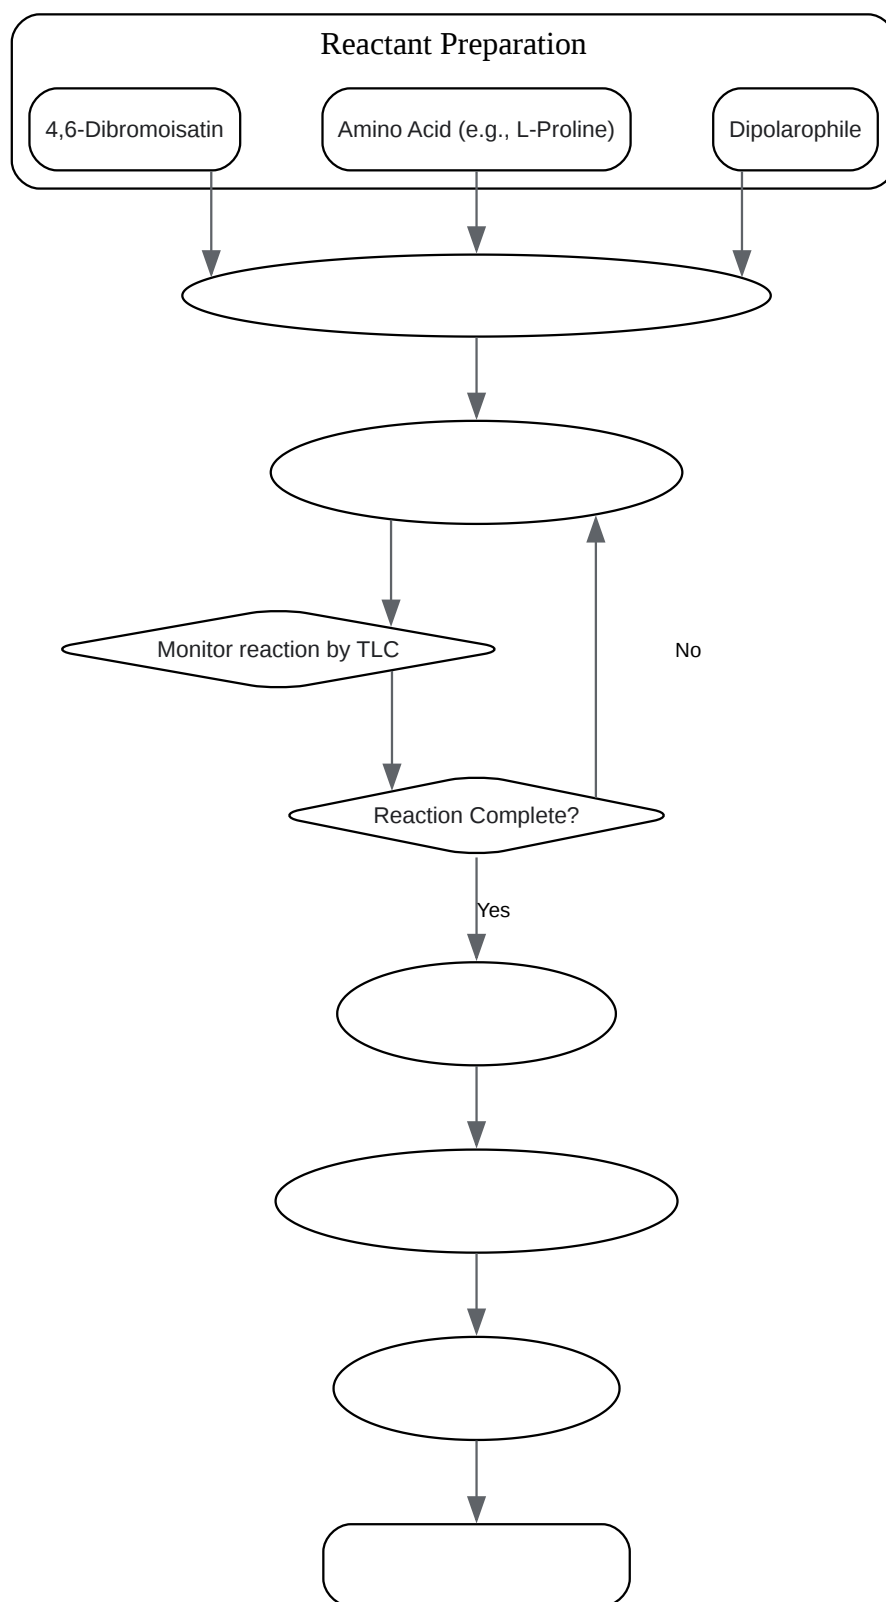 Reactant Preparation
4,6-Dibromoisatin
Amino Acid (e.g., L-Proline)
Dipolarophile
Monitor reaction by TLC
No
Reaction Complete?
Yes